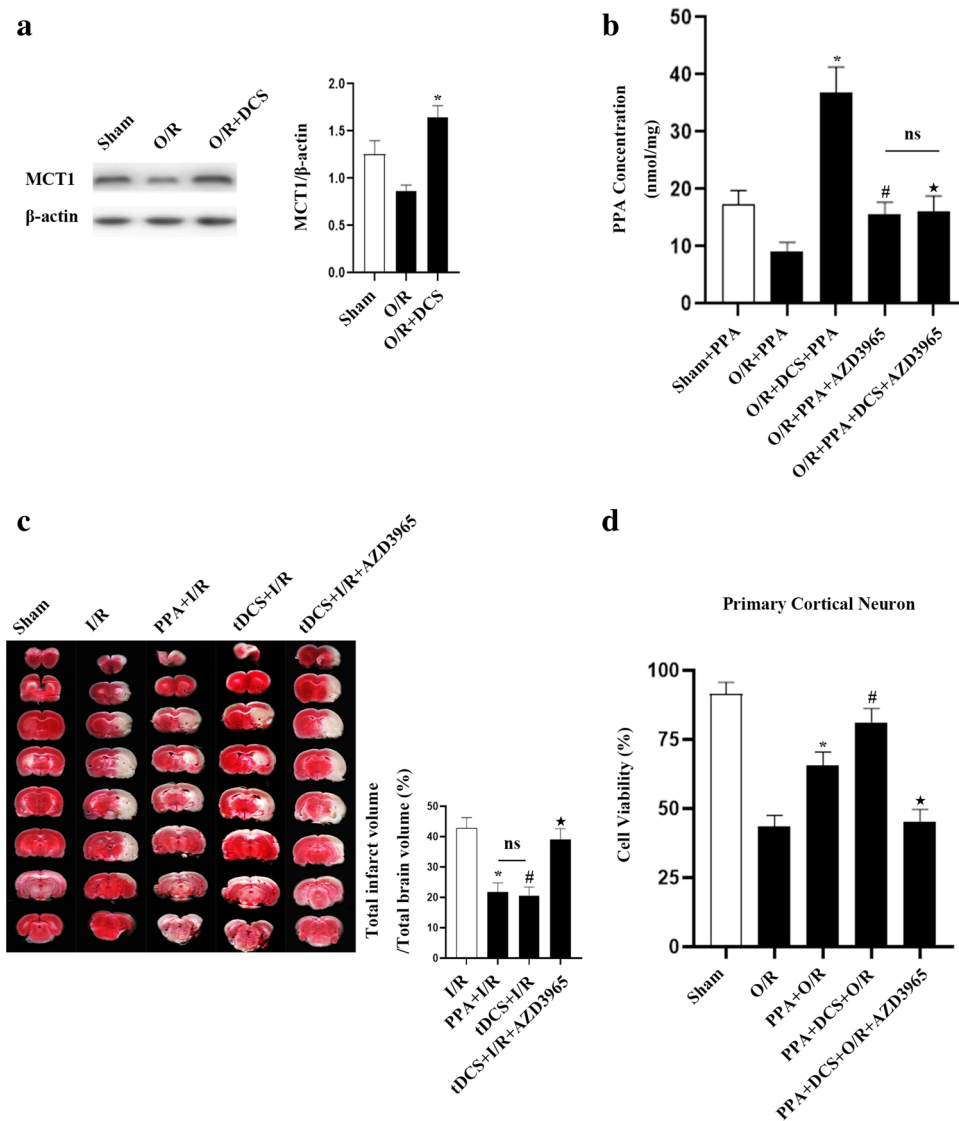 a
Sham
O/R
O/R+DCS
MCT1
β-actin
MCT1/β-actin
2.0
1.5
1.0
0.5
0.0
*
Sham
O/R
O/R+DCS
b
PPA Concentration
(nmol/mg)
50
40
30
20
10
0
*
#
ns
★
Sham+PPA
O/R+PPA
O/R+DCS+PPA
O/R+PPA+AZD3965
O/R+PPA+DCS+AZD3965
c
Sham
I/R
PPA+I/R
tDCS+I/R
tDCS+I/R+AZD3965
Total infarct volume
/Total brain volume (%)
50
40
30
20
10
0
*
ns
#
★
I/R
PPA+I/R
tDCS+I/R
tDCS+I/R+AZD3965
d
Primary Cortical Neuron
Cell Viability (%)
100
75
50
25
0
*
#
★
Sham
O/R
PPA+O/R
PPA+DCS+O/R
PPA+DCS+O/R+AZD3965